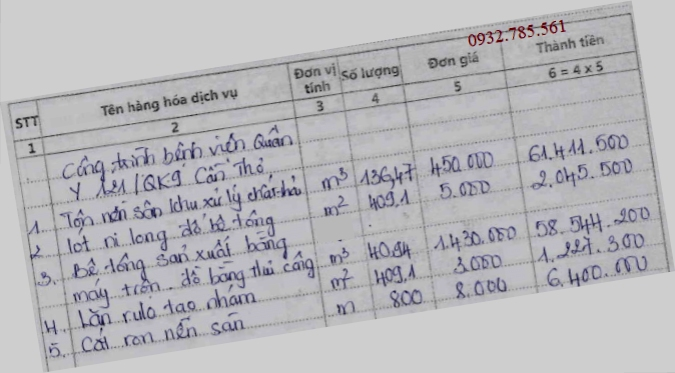 0932.785.561
STT Tên hàng hóa dịch vụ Đơn vị tính Số lượng Đơn giá Thành tiền
1 2 3 4 5 6 = 4 x 5
Công trình bệnh viện Quân
Y 121/QK9 Cần Thơ
1. Tôn nền sân khu xử lý chất thải m³ 136,47 450.000 61.411.500
2. lót ni long đổ bê tông m² 409,1 5.000 2.045.500
3. Bê tông sản xuất bằng
máy trộn đổ bằng thủ công m³ 40.94 1.430.000 58.544.200
4. Lăn rulo tạo nhám m² 409,1 3.000 1.227.300
5. Cắt ron nền sân m 800 8.000 6.400.000